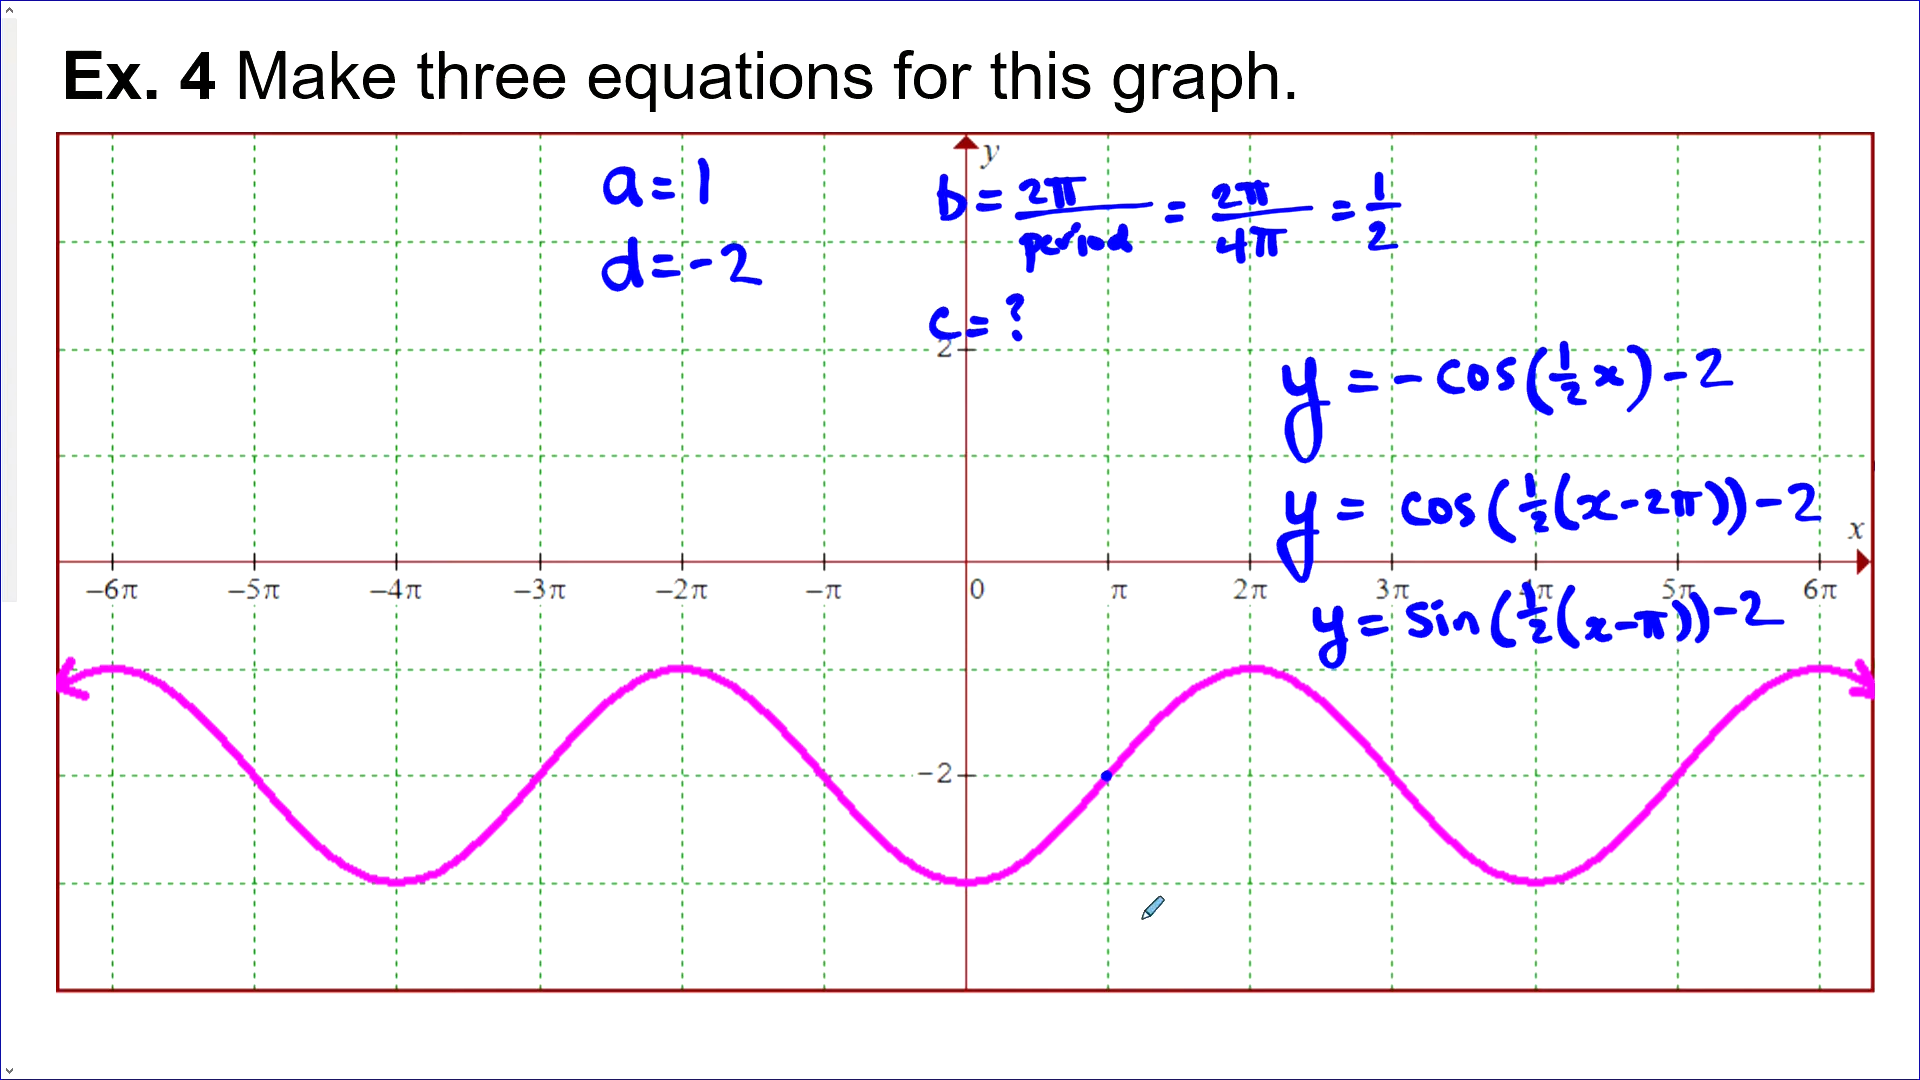 Ex. 4 Make three equations for this graph.
y
a = 1
b = 2π/period = 2π/4π = 1/2
d = -2
c = ?
2
y = - cos(1/2 x) - 2
y = cos(1/2(x - 2π)) - 2
x
−6π −5π −4π −3π −2π −π 0 π 2π 3π 4π 5π 6π
y = sin(1/2(x - π)) - 2
−2